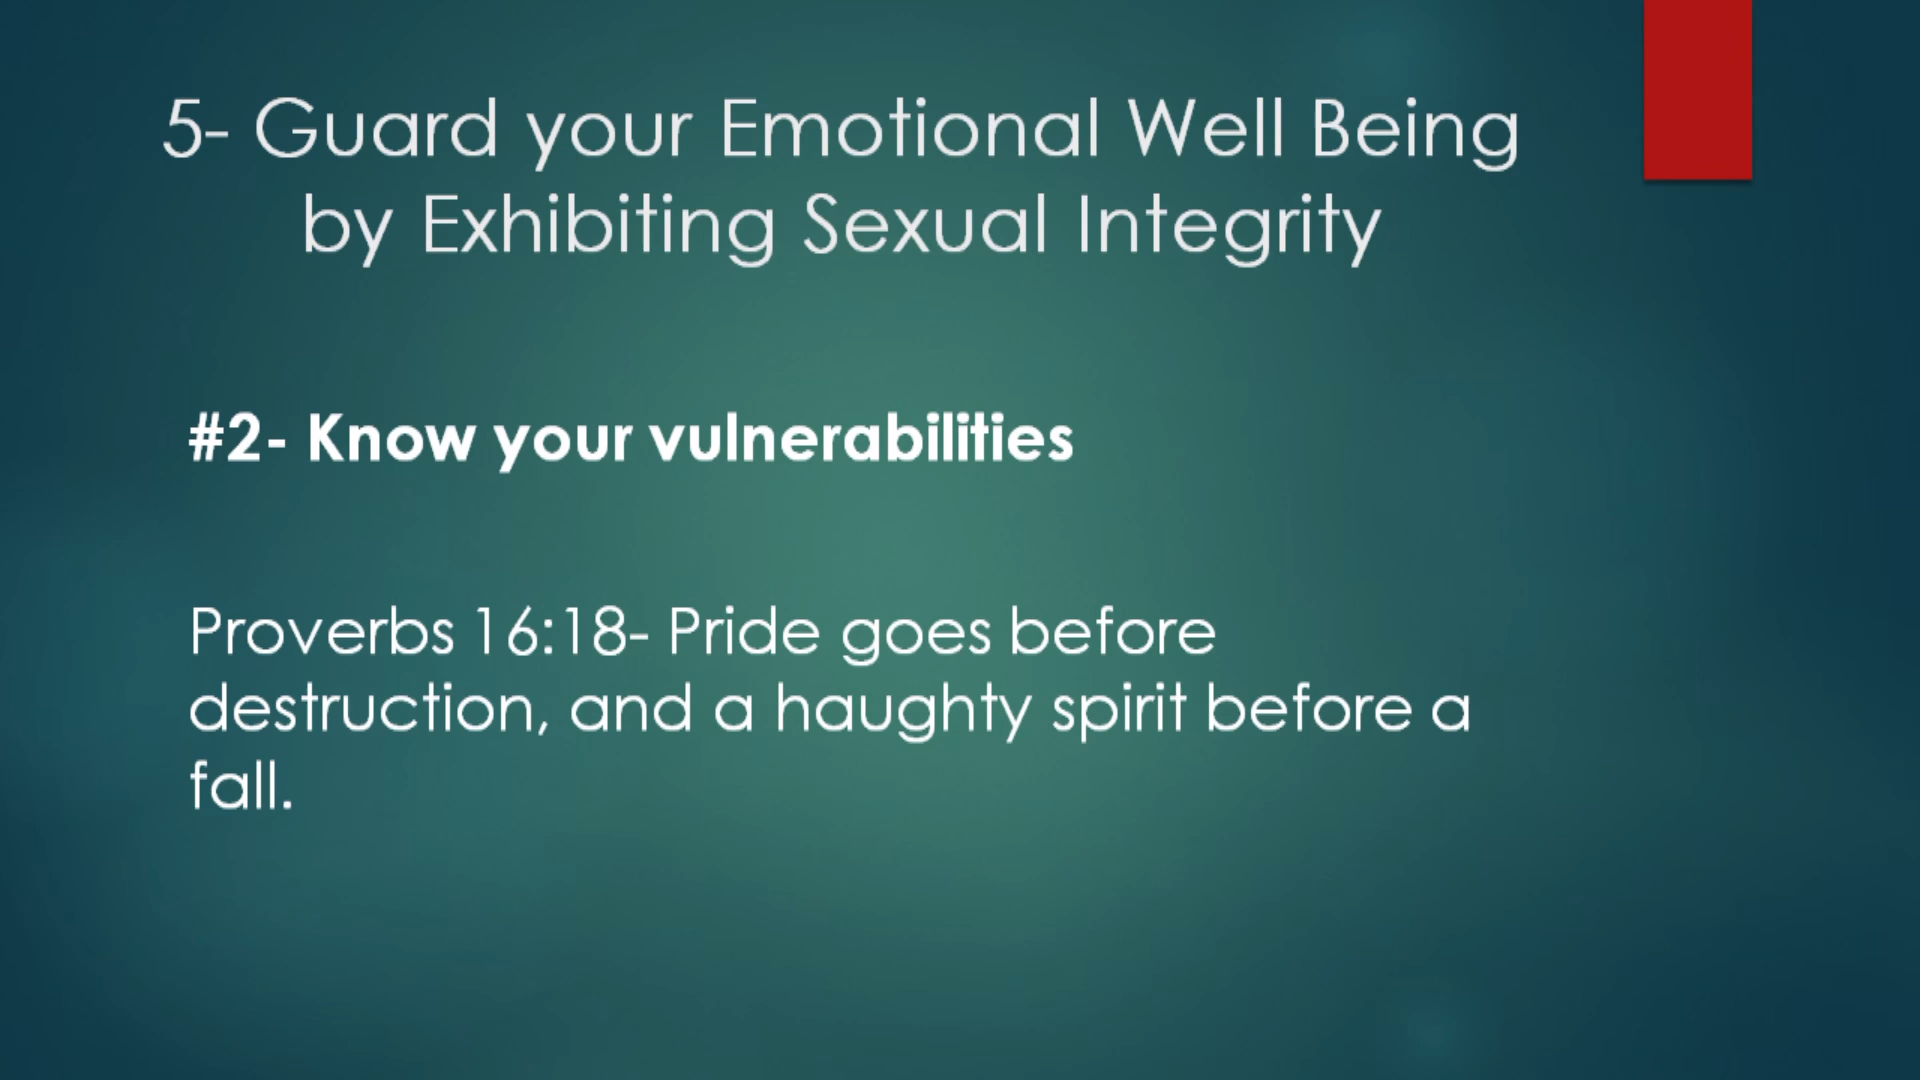 5- Guard your Emotional Well Being
by Exhibiting Sexual Integrity
#2- Know your vulnerabilities
Proverbs 16:18- Pride goes before
destruction, and a haughty spirit before a
fall.